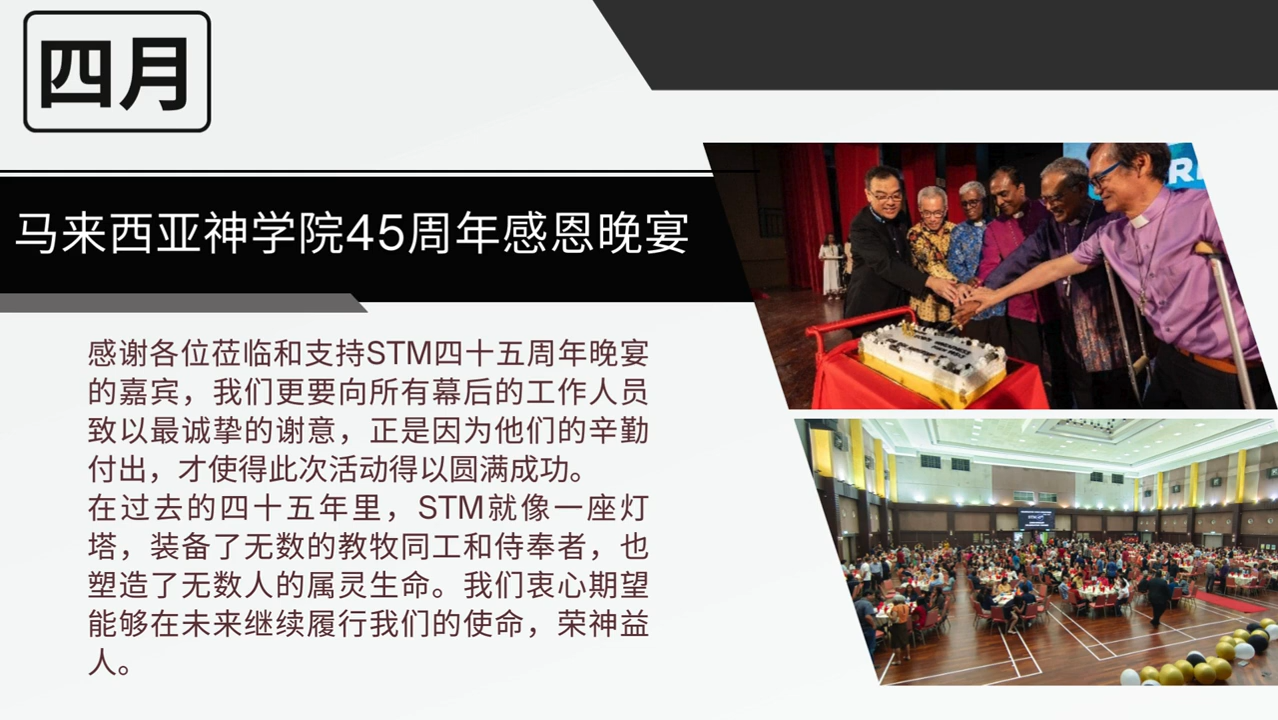 四月
马来西亚神学院45周年感恩晚宴
感谢各位莅临和支持STM四十五周年晚宴
的嘉宾，我们更要向所有幕后的工作人员
致以最诚挚的谢意，正是因为他们的辛勤
付出，才使得此次活动得以圆满成功。
在过去的四十五年里，STM就像一座灯
塔，装备了无数的教牧同工和侍奉者，也
塑造了无数人的属灵生命。我们衷心期望
能够在未来继续履行我们的使命，荣神益
人。